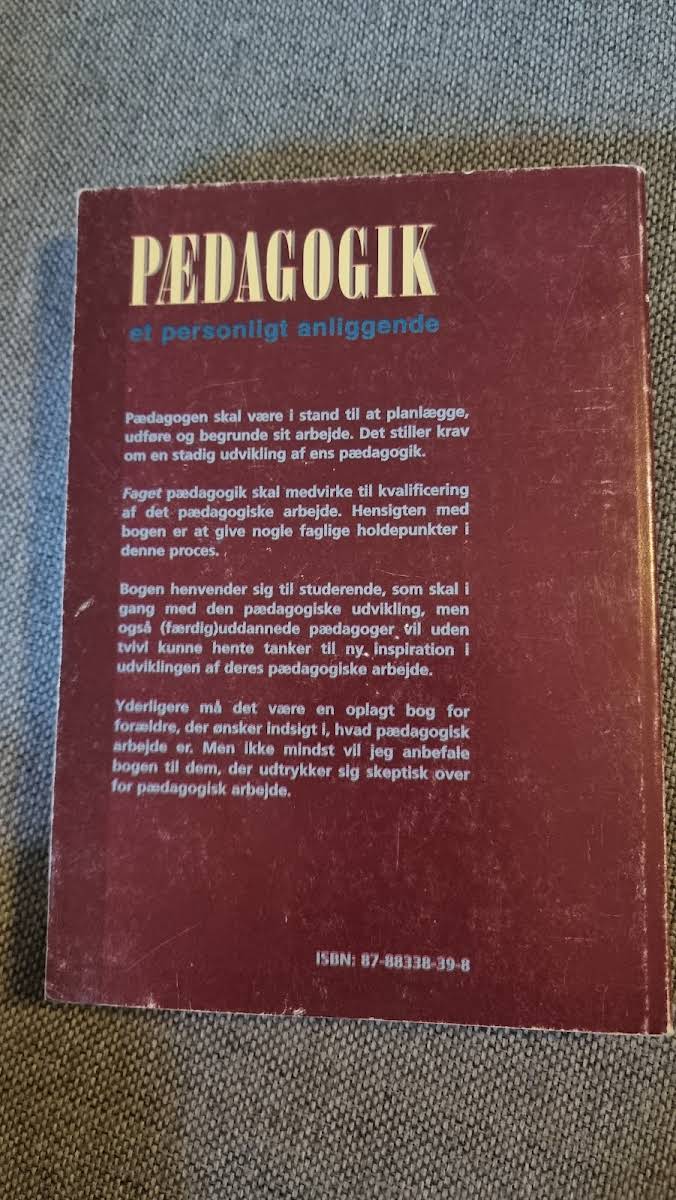 PÆDAGOGIK
et personligt anliggende
Pædagogen skal være i stand til at planlægge,
udføre og begrunde sit arbejde. Det stiller krav
om en stadig udvikling af ens pædagogik.
Faget pædagogik skal medvirke til kvalificering
af det pædagogiske arbejde. Hensigten med
bogen er at give nogle faglige holdepunkter i
denne proces.
Bogen henvender sig til studerende, som skal i
gang med den pædagogiske udvikling, men
også (færdig)uddannede pædagoger vil uden
tvivl kunne hente tanker til ny inspiration i
udviklingen af deres pædagogiske arbejde.
Yderligere må det være en oplagt bog for
forældre, der ønsker indsigt i, hvad pædagogisk
arbejde er. Men ikke mindst vil jeg anbefale
bogen til dem, der udtrykker sig skeptisk over
for pædagogisk arbejde.
ISBN: 87-88338-39-8